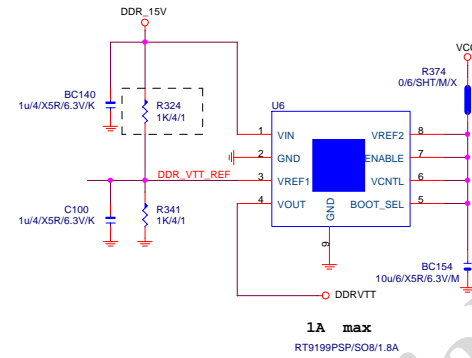 DDR_15V
VCC
R374
0/6/SHT/M/X
BC140
1u/4/X5R/6.3V/K
R324
1K/4/1
U6
1 VIN VREF2 8
2 GND ENABLE 7
DDR_VTT_REF 3 VREF1 VCNTL 6
4 VOUT BOOT_SEL 5
GND
9
C100
1u/4/X5R/6.3V/K
R341
1K/4/1
BC154
10u/6/X5R/6.3V/M
DDRVTT
1A max
RT9199PSP/SO8/1.8A